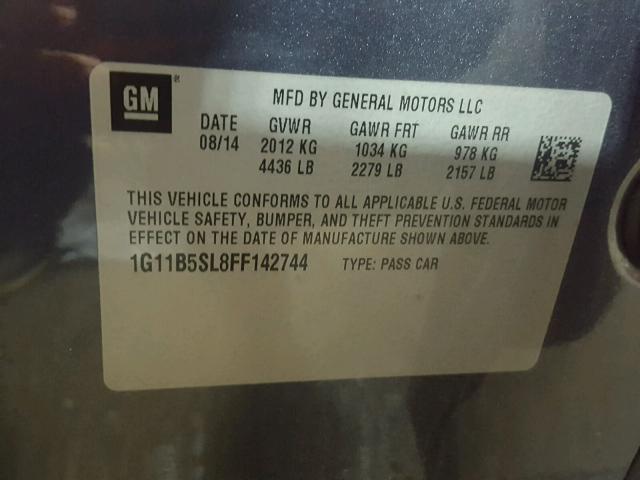 GM
MFD BY GENERAL MOTORS LLC
DATE GVWR GAWR FRT GAWR RR
08/14 2012 KG 1034 KG 978 KG
4436 LB 2279 LB 2157 LB
THIS VEHICLE CONFORMS TO ALL APPLICABLE U.S. FEDERAL MOTOR
VEHICLE SAFETY, BUMPER, AND THEFT PREVENTION STANDARDS IN
EFFECT ON THE DATE OF MANUFACTURE SHOWN ABOVE.
1G11B5SL8FF142744 TYPE: PASS CAR